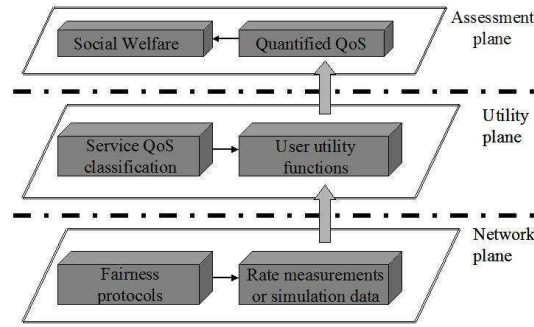 Assessment
plane
Social Welfare
Quantified QoS
Utility
plane
Service QoS
classification
User utility
functions
Network
plane
Fairness
protocols
Rate measurements
or simulation data